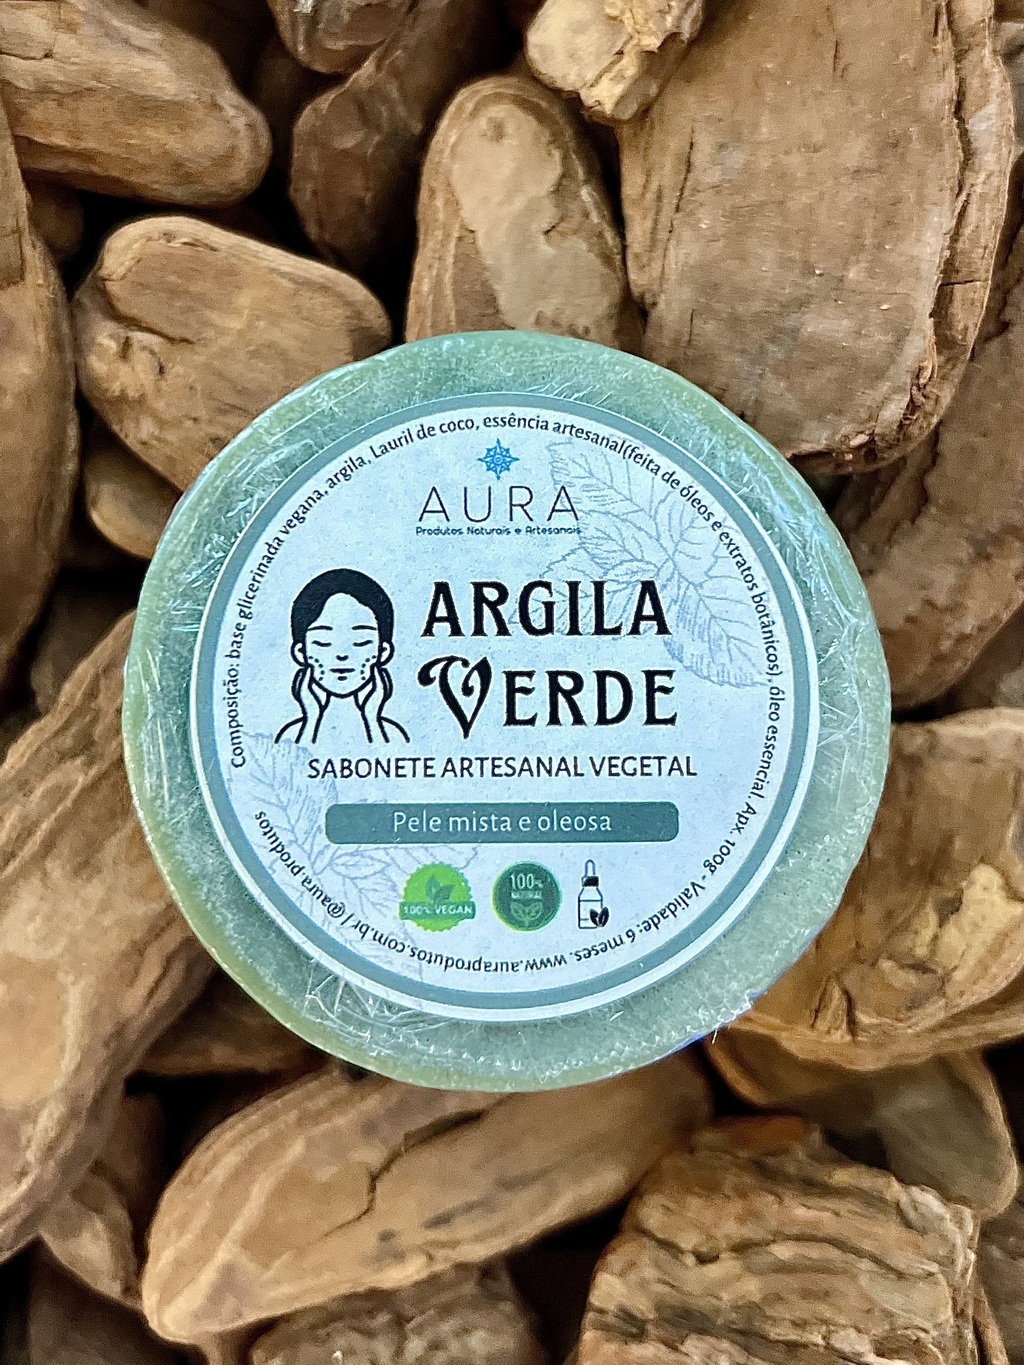 Composição: base glicerinada vegana, argila, Lauril de coco, essência artesanal(feita de óleos e extratos botânicos), óleo essencial. Apx. 100g. Validade: 6 meses. www.auraprodutos.com.br / @aura.produtos
AURA
Produtos Naturais e Artesanais
ARGILA
VERDE
SABONETE ARTESANAL VEGETAL
Pele mista e oleosa
100% VEGAN
100%
NATURAL